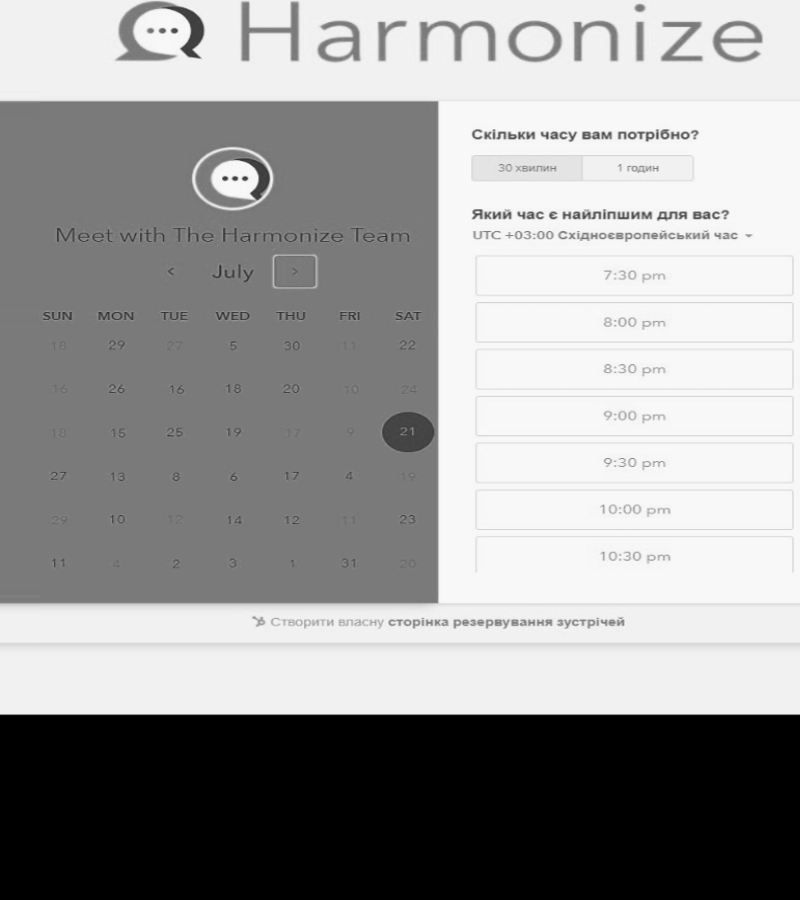 Harmonize
Meet with The Harmonize Team
< July >
SUN MON TUE WED THU FRI SAT
18 29 27 5 30 11 22
16 26 16 18 20 10 24
18 15 25 19 17 9 21
27 13 8 6 17 4 19
29 10 12 14 12 11 23
11 4 2 3 1 31 20
Скільки часу вам потрібно?
30 хвилин 1 годин
Який час є найліпшим для вас?
UTC +03:00 Східноєвропейський час
7:30 pm
8:00 pm
8:30 pm
9:00 pm
9:30 pm
10:00 pm
10:30 pm
Створити власну сторінка резервування зустрічей